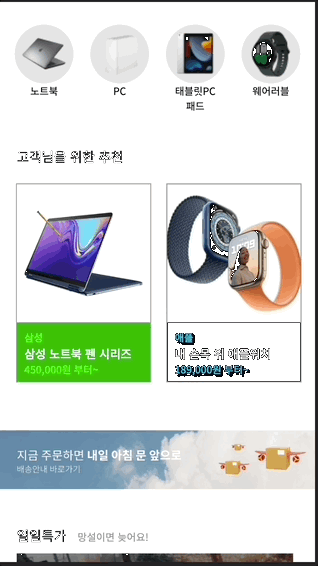 노트북
PC
태블릿PC
패드
웨어러블
고객님을 위한 추천
삼성
삼성 노트북 펜 시리즈
450,000원 부터~
애플
내 손목 위 애플워치
169,000원 부터~
지금 주문하면 내일 아침 문 앞으로
배송안내 바로가기
일일특가 망설이면 늦어요!